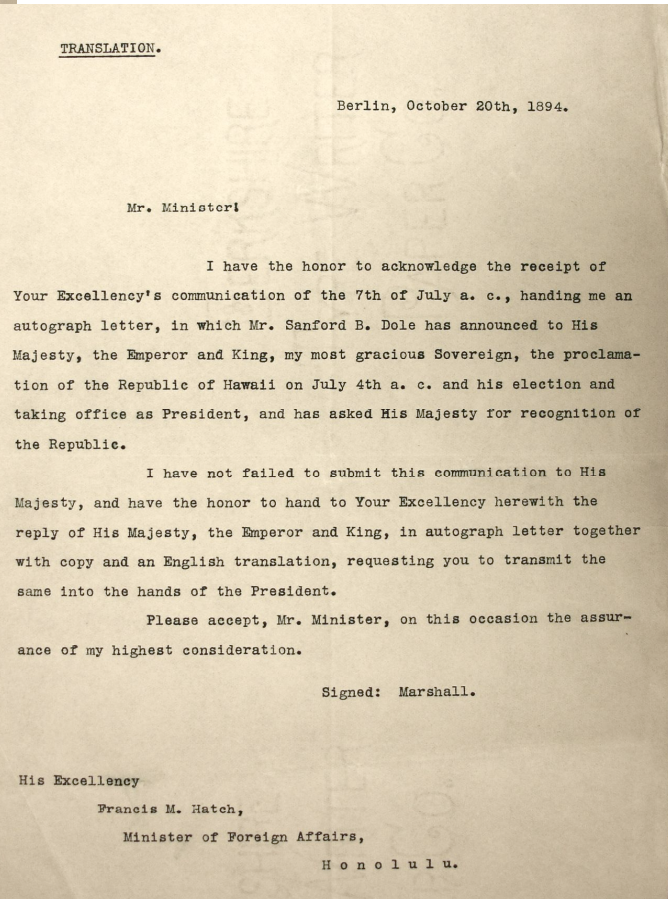 TRANSLATION.
Berlin, October 20th, 1894.
Mr. Minister!
I have the honor to acknowledge the receipt of
Your Excellency's communication of the 7th of July a. c., handing me an
autograph letter, in which Mr. Sanford B. Dole has announced to His
Majesty, the Emperor and King, my most gracious Sovereign, the proclama-
tion of the Republic of Hawaii on July 4th a. c. and his election and
taking office as President, and has asked His Majesty for recognition of
the Republic.
I have not failed to submit this communication to His
Majesty, and have the honor to hand to Your Excellency herewith the
reply of His Majesty, the Emperor and King, in autograph letter together
with copy and an English translation, requesting you to transmit the
same into the hands of the President.
Please accept, Mr. Minister, on this occasion the assur-
ance of my highest consideration.
Signed: Marshall.
His Excellency
Francis M. Hatch,
Minister of Foreign Affairs,
H o n o l u l u.